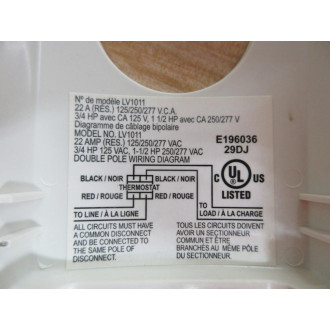 Nº de modèle LV1011
22 A (RES.) 125/250/277 V.C.A.
3/4 HP avec CA 125 V, 1 1/2 HP avec CA 250/277 V
Diagramme de câblage bipolaire
MODEL NO. LV1011
22 AMP (RES.) 125/250/277 VAC
3/4 HP 125 VAC, 1-1/2 HP 250/277 VAC
DOUBLE POLE WIRING DIAGRAM
E196036
29DJ
C UL US
®
LISTED
BLACK / NOIR BLACK / NOIR
THERMOSTAT
RED / ROUGE RED / ROUGE
TO LINE / À LA LIGNE
TO
LOAD / À LA CHARGE
ALL CIRCUITS MUST HAVE
A COMMON DISCONNECT
AND BE CONNECTED TO
THE SAME POLE OF
DISCONNECT.
TOUS LES CIRCUITS DOIVENT
AVOIR UN SECTIONNEUR
COMMUN ET ÊTRE
BRANCHÉS AU MÊME PÔLE
DU SECTIONNEUR.